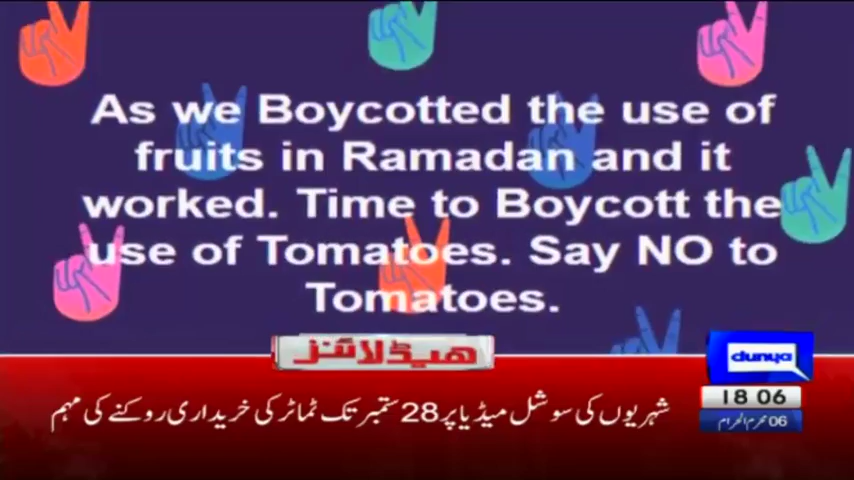 As we Boycotted the use of
fruits in Ramadan and it
worked. Time to Boycott the
use of Tomatoes. Say NO to
Tomatoes.
ھیڈلائنز
dunya
18 06
06 محرم الحرام
شہریوں کی سوشل میڈیا پر 28 ستمبر تک ٹماٹر کی خریداری روکنے کی مہم